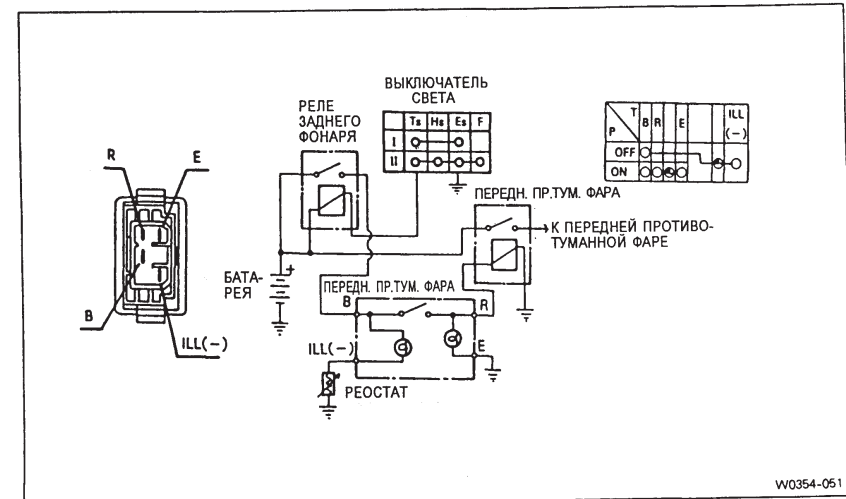 ВЫКЛЮЧАТЕЛЬ
СВЕТА
РЕЛЕ
ЗАДНЕГО
ФОНАРЯ
Ts Hs Es F
I
II
T
P
B R E ILL
(–)
OFF
ON
R E
ПЕРЕДН. ПР.ТУМ. ФАРА
К ПЕРЕДНЕЙ ПРОТИВО-
ТУМАННОЙ ФАРЕ
БАТА-
РЕЯ
+
ПЕРЕДН. ПР.ТУМ. ФАРА
B R
B
ILL(–)
ILL(–)
E
РЕОСТАТ
W0354-051